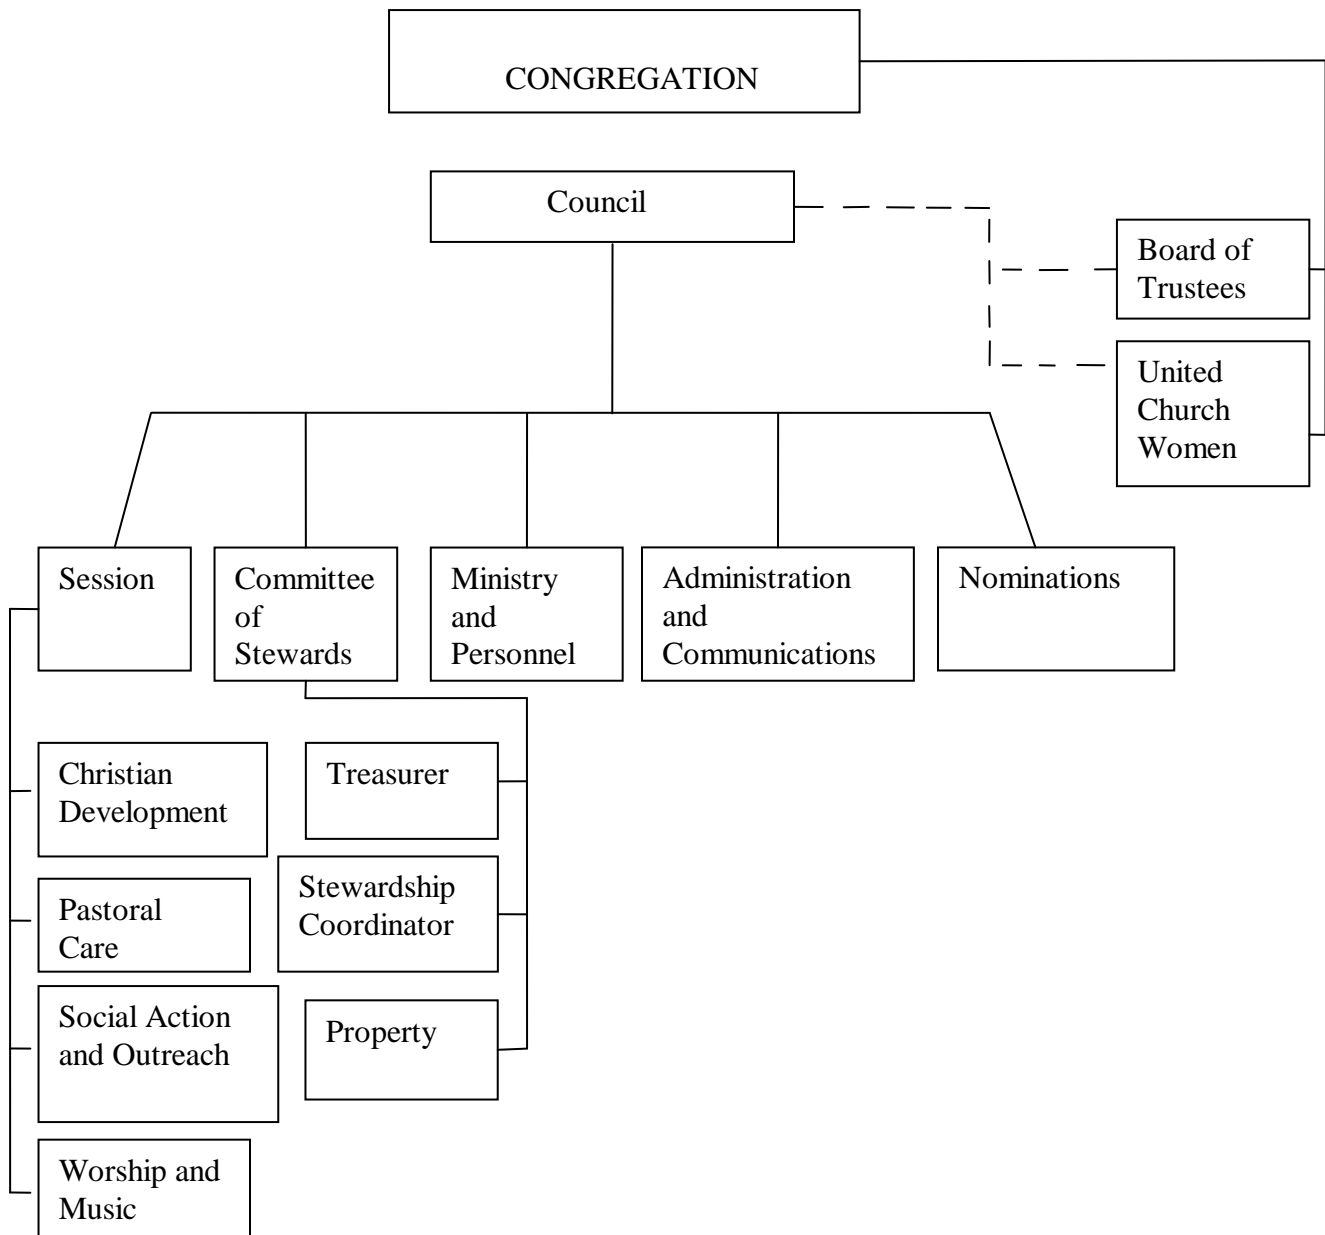 CONGREGATION
Council
Board of
Trustees
United
Church
Women
Session
Committee
of
Stewards
Ministry
and
Personnel
Administration
and
Communications
Nominations
Christian
Development
Treasurer
Pastoral
Care
Stewardship
Coordinator
Social Action
and Outreach
Property
Worship and
Music